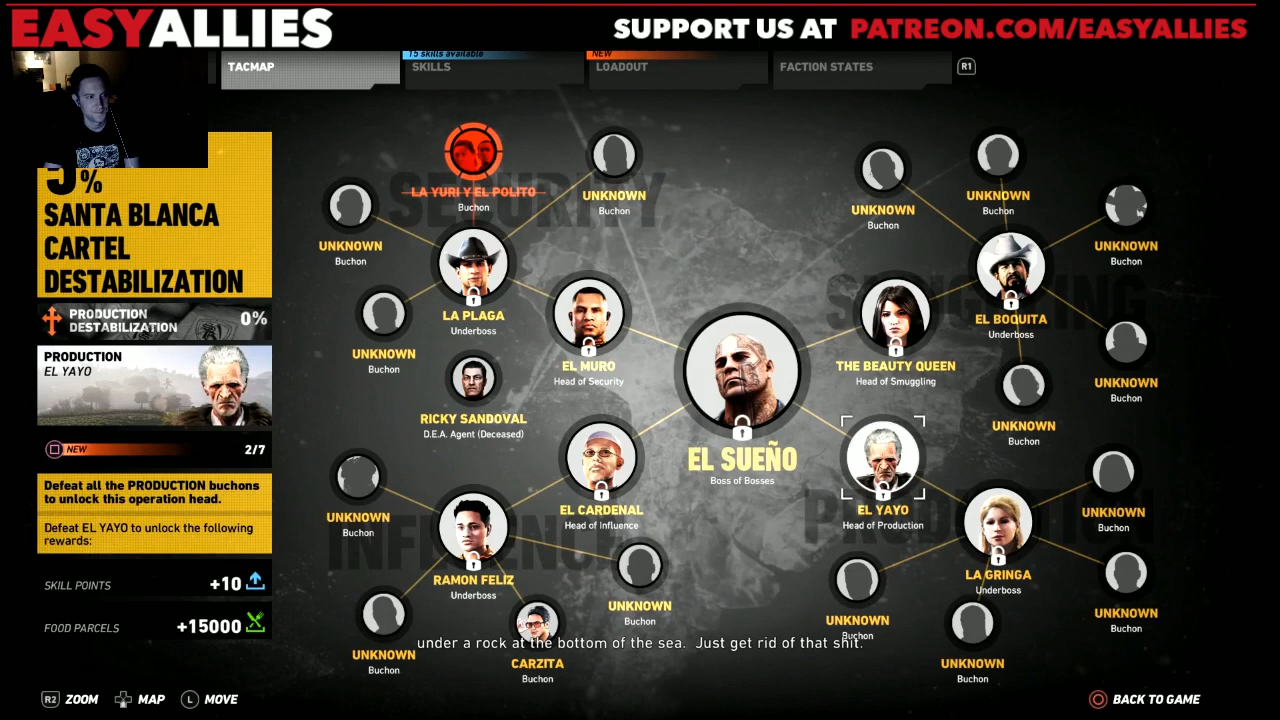 EASYALLIES
SUPPORT US AT PATREON.COM/EASYALLIES
TACMAP
15 skills available
SKILLS
NEW
LOADOUT
FACTION STATES
R1
5%
SANTA BLANCA
CARTEL
DESTABILIZATION
PRODUCTION
DESTABILIZATION
0%
PRODUCTION
EL YAYO
NEW
2/7
Defeat all the PRODUCTION buchons
to unlock this operation head.
Defeat EL YAYO to unlock the following
rewards:
SKILL POINTS
+10
FOOD PARCELS
+15000
SECURITY
LA YURI Y EL POLITO
Buchon
UNKNOWN
Buchon
UNKNOWN
Buchon
LA PLAGA
Underboss
UNKNOWN
Buchon
EL MURO
Head of Security
RICKY SANDOVAL
D.E.A. Agent (Deceased)
SMUGGLING
UNKNOWN
Buchon
UNKNOWN
Buchon
UNKNOWN
Buchon
EL BOQUITA
Underboss
THE BEAUTY QUEEN
Head of Smuggling
UNKNOWN
Buchon
UNKNOWN
Buchon
EL SUEÑO
Boss of Bosses
INFLUENCE
EL CARDENAL
Head of Influence
UNKNOWN
Buchon
RAMON FELIZ
Underboss
UNKNOWN
Buchon
UNKNOWN
Buchon
CARZITA
Buchon
PRODUCTION
EL YAYO
Head of Production
UNKNOWN
Buchon
LA GRINGA
Underboss
UNKNOWN
Buchon
UNKNOWN
Buchon
UNKNOWN
Buchon
under a rock at the bottom of the sea. Just get rid of that shit.
R2 ZOOM
MAP
L MOVE
BACK TO GAME